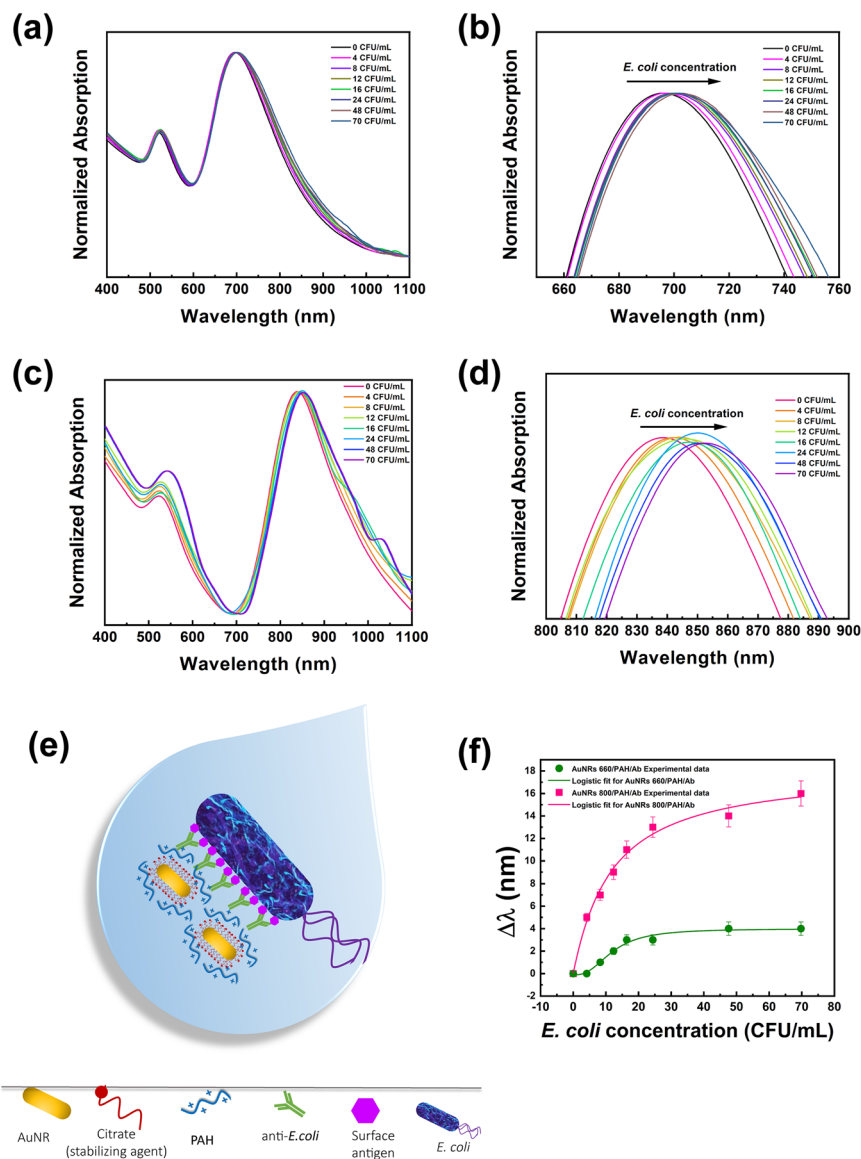 (a)
Normalized Absorption
0 CFU/mL
4 CFU/mL
8 CFU/mL
12 CFU/mL
16 CFU/mL
24 CFU/mL
48 CFU/mL
70 CFU/mL
400 500 600 700 800 900 1000 1100
Wavelength (nm)
(b)
Normalized Absorption
E. coli concentration
0 CFU/mL
4 CFU/mL
8 CFU/mL
12 CFU/mL
16 CFU/mL
24 CFU/mL
48 CFU/mL
70 CFU/mL
660 680 700 720 740 760
Wavelength (nm)
(c)
Normalized Absorption
0 CFU/mL
4 CFU/mL
8 CFU/mL
12 CFU/mL
16 CFU/mL
24 CFU/mL
48 CFU/mL
70 CFU/mL
400 500 600 700 800 900 1000 1100
Wavelength (nm)
(d)
Normalized Absorption
E. coli concentration
0 CFU/mL
4 CFU/mL
8 CFU/mL
12 CFU/mL
16 CFU/mL
24 CFU/mL
48 CFU/mL
70 CFU/mL
800 810 820 830 840 850 860 870 880 890 900
Wavelength (nm)
(e)
AuNR
Citrate
(stabilizing agent)
PAH
anti-E.coli
Surface
antigen
E. coli
(f)
Δλ (nm)
18
16
14
12
10
8
6
4
2
0
AuNRs 660/PAH/Ab Experimental data
Logistic fit for AuNRs 660/PAH/Ab
AuNRs 800/PAH/Ab Experimental data
Logistic fit for AuNRs 800/PAH/Ab
-10 0 10 20 30 40 50 60 70 80
E. coli concentration (CFU/mL)